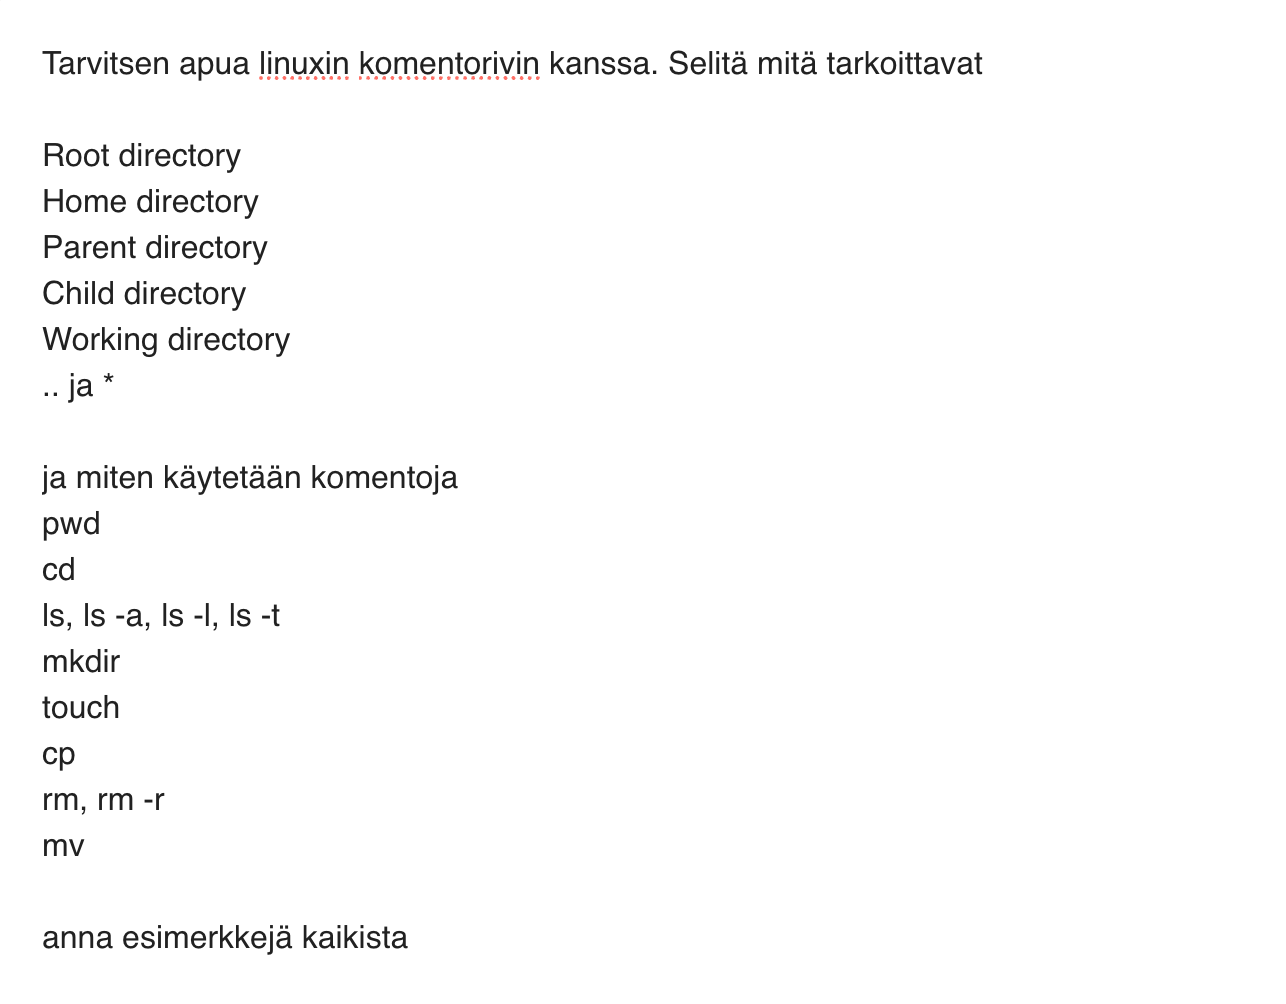 Tarvitsen apua linuxin komentorivin kanssa. Selitä mitä tarkoittavat
Root directory
Home directory
Parent directory
Child directory
Working directory
.. ja *
ja miten käytetään komentoja
pwd
cd
ls, ls -a, ls -l, ls -t
mkdir
touch
cp
rm, rm -r
mv
anna esimerkkejä kaikista